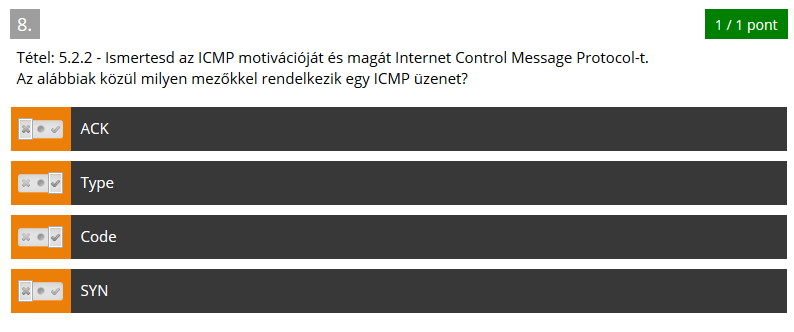 8.
1 / 1 pont
Tétel: 5.2.2 - Ismertesd az ICMP motivációját és magát Internet Control Message Protocol-t.
Az alábbiak közül milyen mezőkkel rendelkezik egy ICMP üzenet?
ACK
Type
Code
SYN